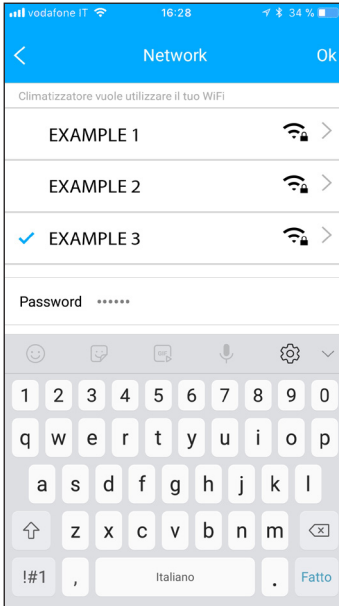 vodafone IT 16:28 34 %
Network Ok
Climatizzatore vuole utilizzare il tuo WiFi
EXAMPLE 1
EXAMPLE 2
EXAMPLE 3
Password ••••••
GIF
1 2 3 4 5 6 7 8 9 0
q w e r t y u i o p
a s d f g h j k l
z x c v b n m
!#1 , Italiano . Fatto